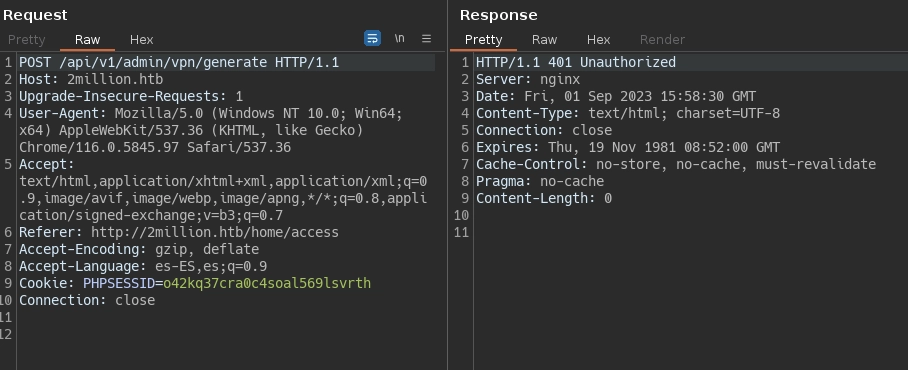 Request
Pretty Raw Hex \n
1 POST /api/v1/admin/vpn/generate HTTP/1.1
2 Host: 2million.htb
3 Upgrade-Insecure-Requests: 1
4 User-Agent: Mozilla/5.0 (Windows NT 10.0; Win64;
x64) AppleWebKit/537.36 (KHTML, like Gecko)
Chrome/116.0.5845.97 Safari/537.36
5 Accept:
text/html,application/xhtml+xml,application/xml;q=0
.9,image/avif,image/webp,image/apng,*/*;q=0.8,appli
cation/signed-exchange;v=b3;q=0.7
6 Referer: http://2million.htb/home/access
7 Accept-Encoding: gzip, deflate
8 Accept-Language: es-ES,es;q=0.9
9 Cookie: PHPSESSID=o42kq37cra0c4soal569lsvrth
10 Connection: close
11
12
Response
Pretty Raw Hex Render
1 HTTP/1.1 401 Unauthorized
2 Server: nginx
3 Date: Fri, 01 Sep 2023 15:58:30 GMT
4 Content-Type: text/html; charset=UTF-8
5 Connection: close
6 Expires: Thu, 19 Nov 1981 08:52:00 GMT
7 Cache-Control: no-store, no-cache, must-revalidate
8 Pragma: no-cache
9 Content-Length: 0
10
11